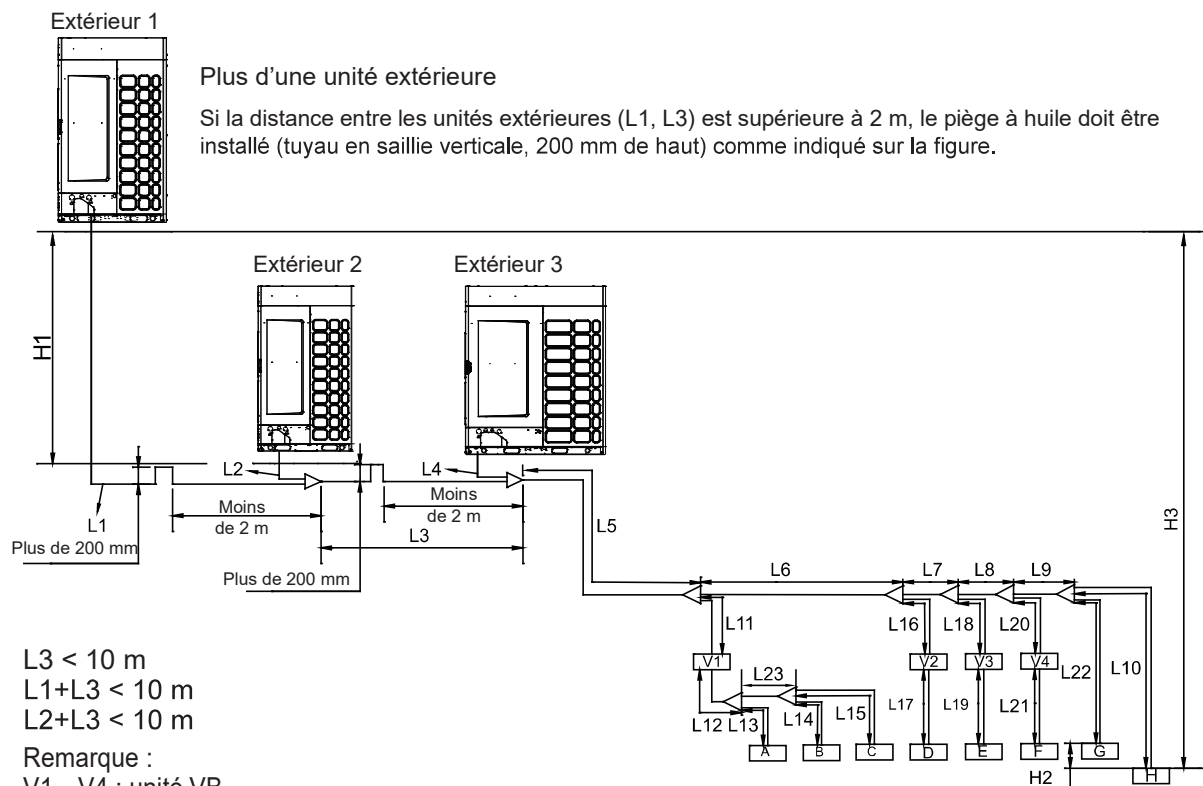 Extérieur 1
Plus d’une unité extérieure
Si la distance entre les unités extérieures (L1, L3) est supérieure à 2 m, le piège à huile doit être
installé (tuyau en saillie verticale, 200 mm de haut) comme indiqué sur la figure.
Extérieur 2
Extérieur 3
H1
H3
L2
L4
L1
Moins
de 2 m
Moins
de 2 m
L5
L3
Plus de 200 mm
Plus de 200 mm
L6
L7
L8
L9
L11
L16
L18
L20
L22
L10
V1
V2
V3
V4
L23
L12
L13
L14
L15
L17
L19
L21
A
B
C
D
E
F
G
H2
H
L3 < 10 m
L1+L3 < 10 m
L2+L3 < 10 m
Remarque :